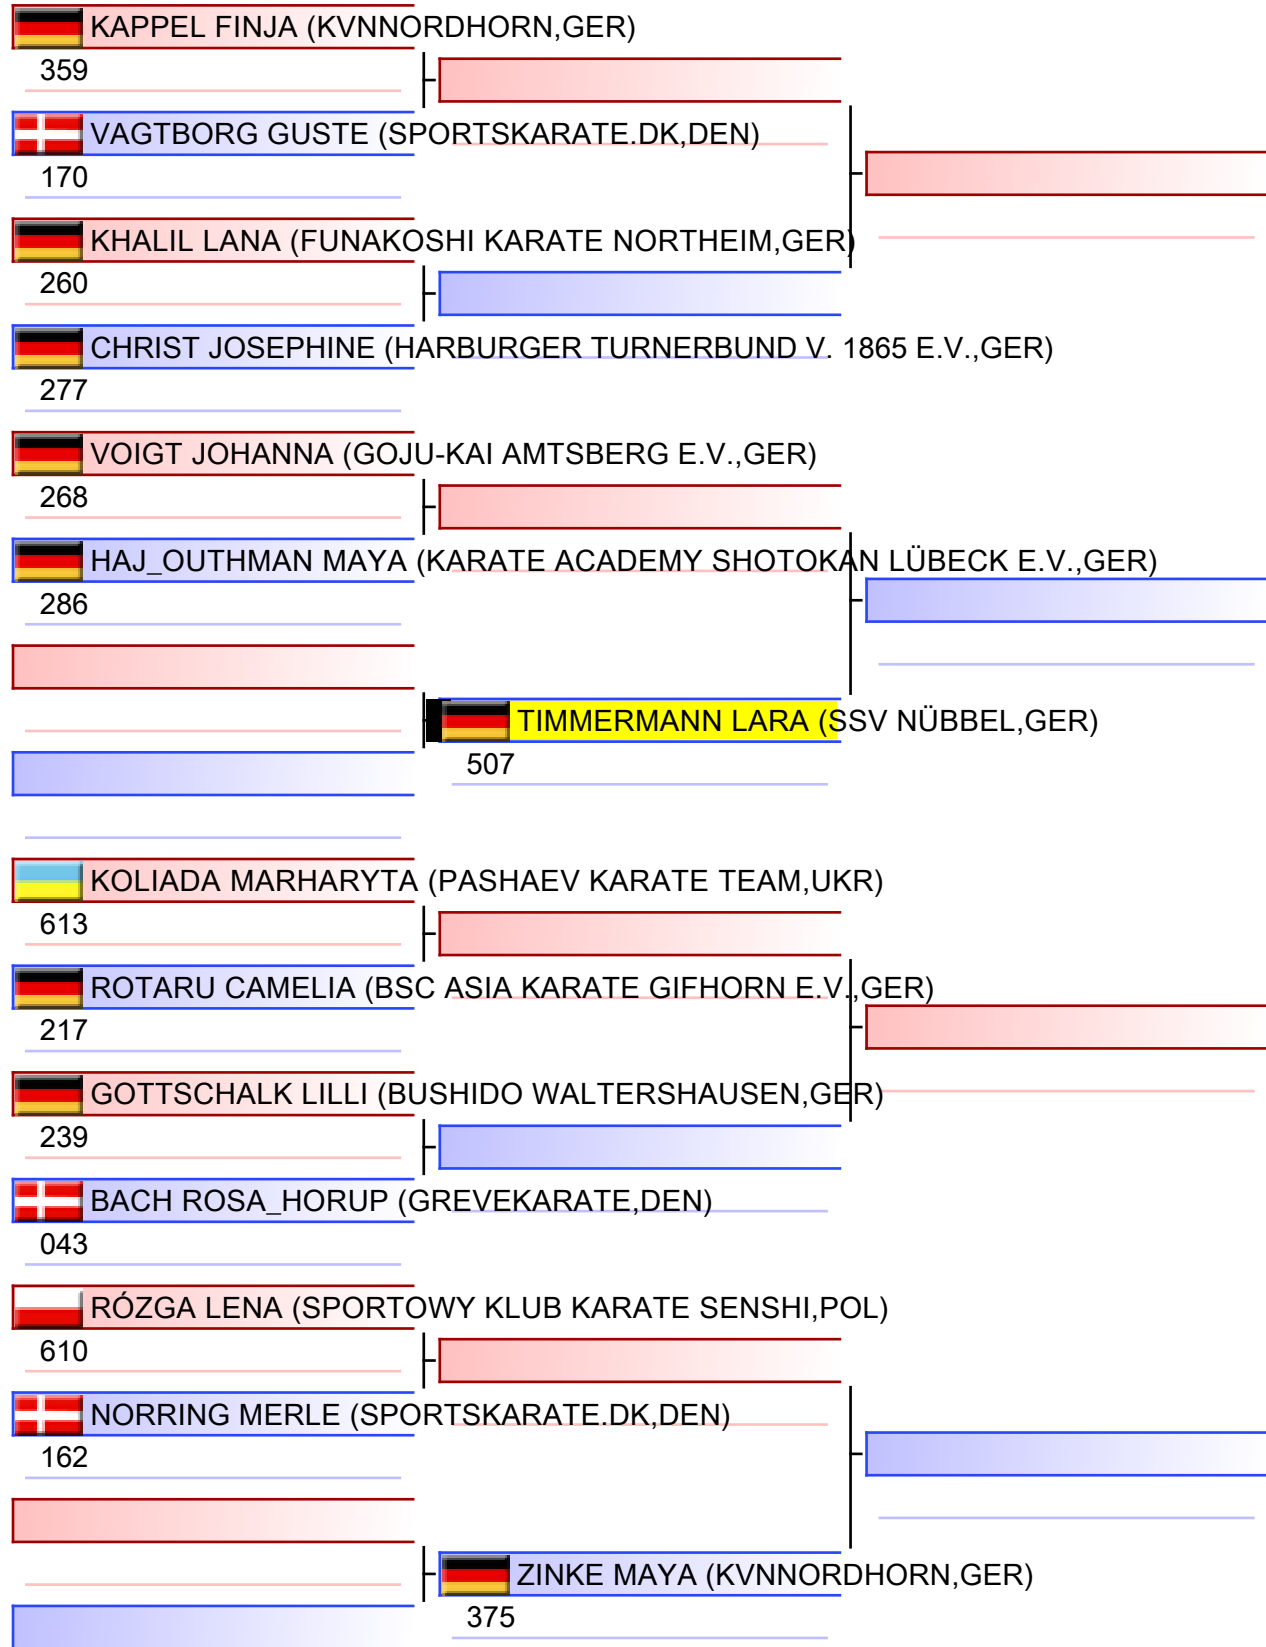 KAPPEL FINJA (KVNNORDHORN,GER)
359
VAGTBORG GUSTE (SPORTSKARATE.DK,DEN)
170
KHALIL LANA (FUNAKOSHI KARATE NORTHEIM,GER)
260
CHRIST JOSEPHINE (HARBURGER TURNERBUND V. 1865 E.V.,GER)
277
VOIGT JOHANNA (GOJU-KAI AMTSBERG E.V.,GER)
268
HAJ_OUTHMAN MAYA (KARATE ACADEMY SHOTOKAN LÜBECK E.V.,GER)
286
TIMMERMANN LARA (SSV NÜBBEL,GER)
507
KOLIADA MARHARYTA (PASHAEV KARATE TEAM,UKR)
613
ROTARU CAMELIA (BSC ASIA KARATE GIFHORN E.V.,GER)
217
GOTTSCHALK LILLI (BUSHIDO WALTERSHAUSEN,GER)
239
BACH ROSA_HORUP (GREVEKARATE,DEN)
043
RÓZGA LENA (SPORTOWY KLUB KARATE SENSHI,POL)
610
NORRING MERLE (SPORTSKARATE.DK,DEN)
162
ZINKE MAYA (KVNNORDHORN,GER)
375